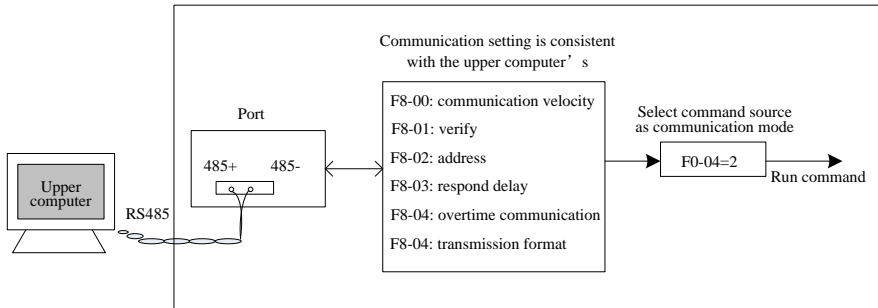 Communication setting is consistent
with the upper computer’s
Port
485+ 485-
F8-00: communication velocity
F8-01: verify
F8-02: address
F8-03: respond delay
F8-04: overtime communication
F8-04: transmission format
Select command source
as communication mode
F0-04=2
Run command
Upper
computer
RS485